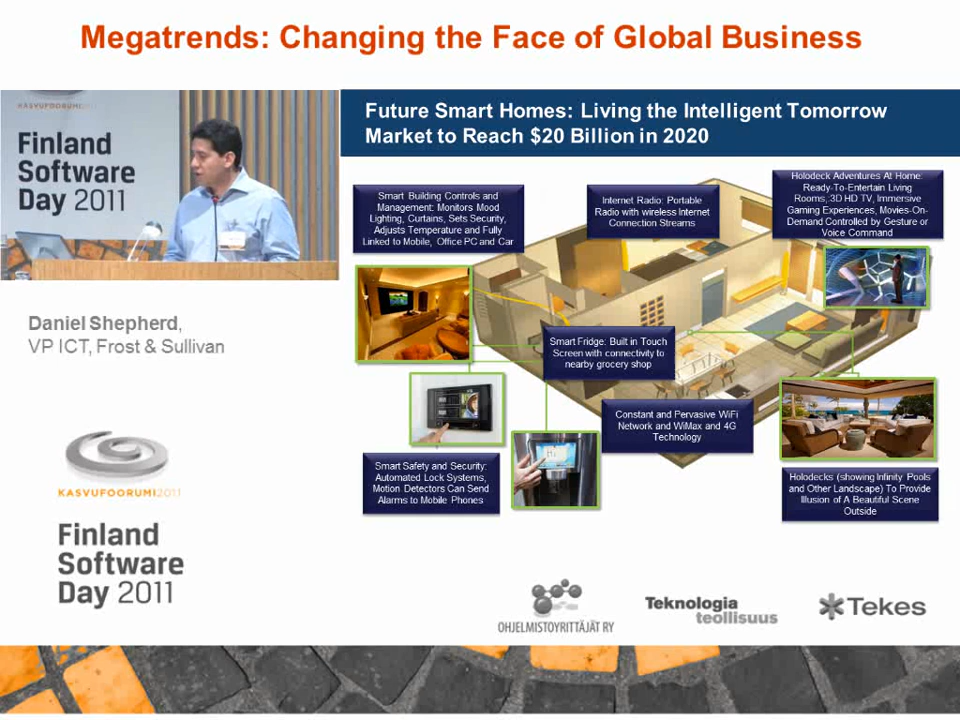 Megatrends: Changing the Face of Global Business
KASVUFOORUMI
Finland
Software
Day 2011
Daniel Shepherd,
VP ICT, Frost & Sullivan
KASVUFOORUMI2011
Finland
Software
Day 2011
Future Smart Homes: Living the Intelligent Tomorrow
Market to Reach $20 Billion in 2020
Smart Building Controls and
Management: Monitors Mood
Lighting, Curtains, Sets Security,
Adjusts Temperature and Fully
Linked to Mobile, Office PC and Car
Internet Radio: Portable
Radio with wireless Internet
Connection Streams
Holodeck Adventures At Home:
Ready-To-Entertain Living
Rooms, 3D HD TV, Immersive
Gaming Experiences, Movies-On-
Demand Controlled by Gesture or
Voice Command
Smart Fridge: Built in Touch
Screen with connectivity to
nearby grocery shop
Constant and Pervasive WiFi
Network and WiMax and 4G
Technology
Smart Safety and Security:
Automated Lock Systems,
Motion Detectors Can Send
Alarms to Mobile Phones
Holodecks (showing Infinity Pools
and Other Landscape) To Provide
Illusion of A Beautiful Scene
Outside
OHJELMISTOYRITTÄJÄT RY
Teknologia
teollisuus
Tekes